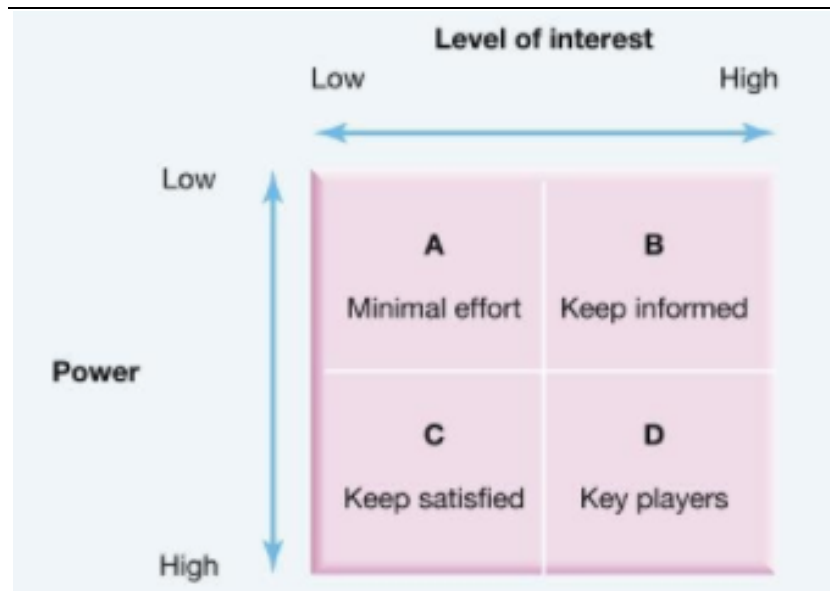 Level of interest
Low High
Low
A B
Minimal effort Keep informed
Power
C D
Keep satisfied Key players
High